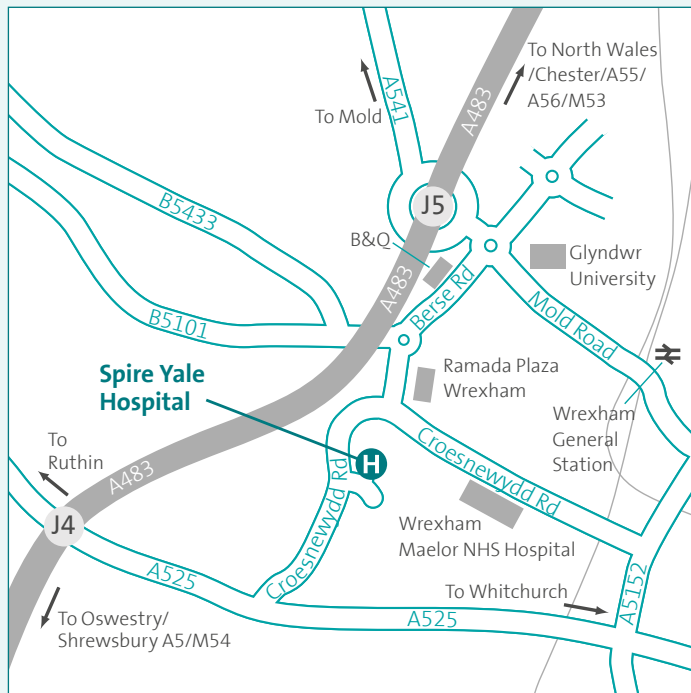 To North Wales
/Chester/A55/
A56/M53
A541
A483
To Mold
J5
B5433
B&Q
Glyndwr
University
A483
Berse Rd
B5101
Mold Road
Ramada Plaza
Wrexham
Spire Yale
Hospital
Wrexham
General
Station
To
Ruthin
A483
H
Croesnewydd Rd
Croesnewydd Rd
J4
Wrexham
Maelor NHS Hospital
A525
To Whitchurch
A5152
To Oswestry/
Shrewsbury A5/M54
A525